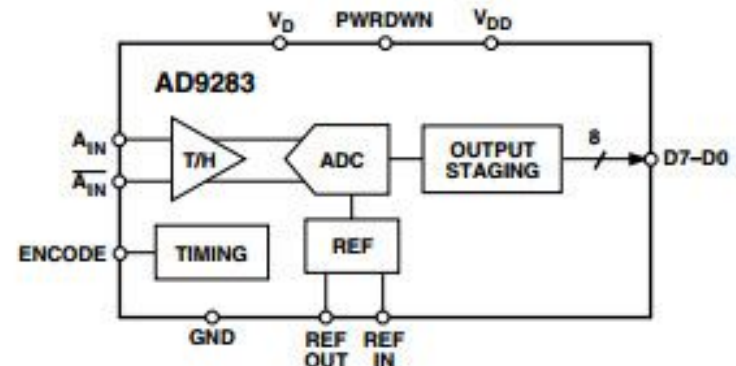 V_D PWRDWN V_DD
AD9283
A_IN
T/H
ADC
OUTPUT
STAGING
8
D7–D0
A̅_I̅N̅
ENCODE
TIMING
REF
GND
REF
OUT
REF
IN